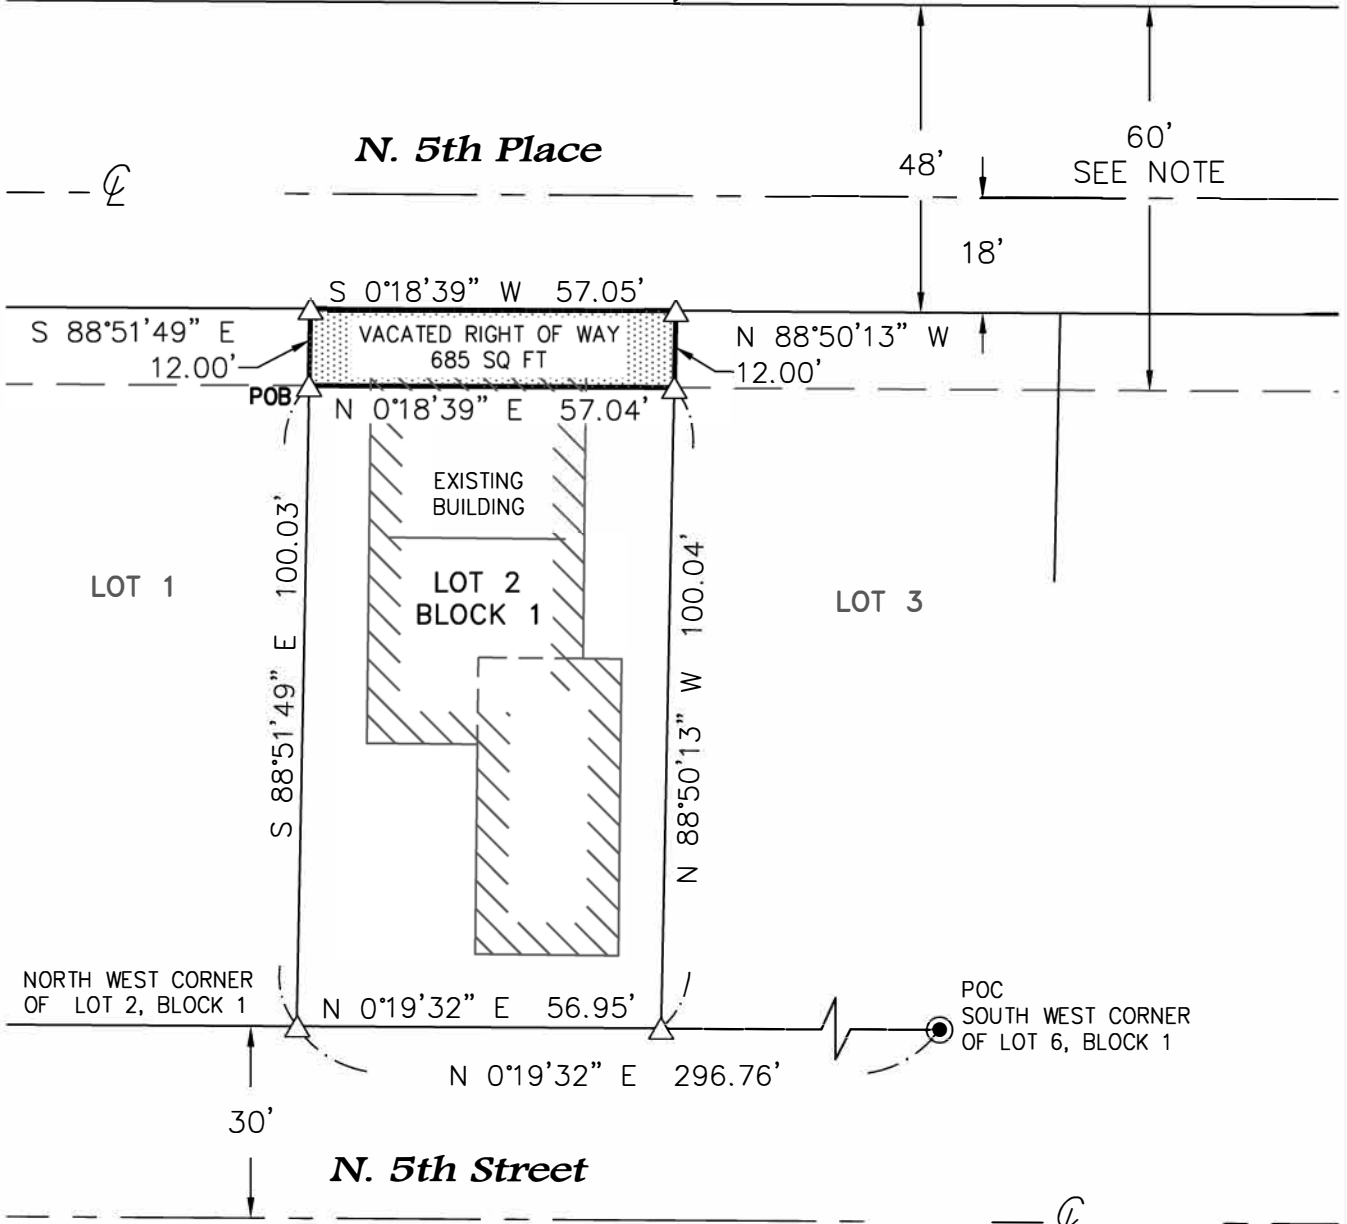 60'
N. 5th Place
48'
SEE NOTE
℄
18'
S 0°18'39" W 57.05'
S 88°51'49" E
VACATED RIGHT OF WAY
N 88°50'13" W
685 SQ FT
12.00'
12.00'
POB
N 0°18'39" E 57.04'
EXISTING
BUILDING
S 88°51'49" E 100.03'
N 88°50'13" W 100.04'
LOT 1
LOT 2
BLOCK 1
LOT 3
NORTH WEST CORNER
OF LOT 2, BLOCK 1
N 0°19'32" E 56.95'
POC
SOUTH WEST CORNER
OF LOT 6, BLOCK 1
N 0°19'32" E 296.76'
30'
N. 5th Street
℄